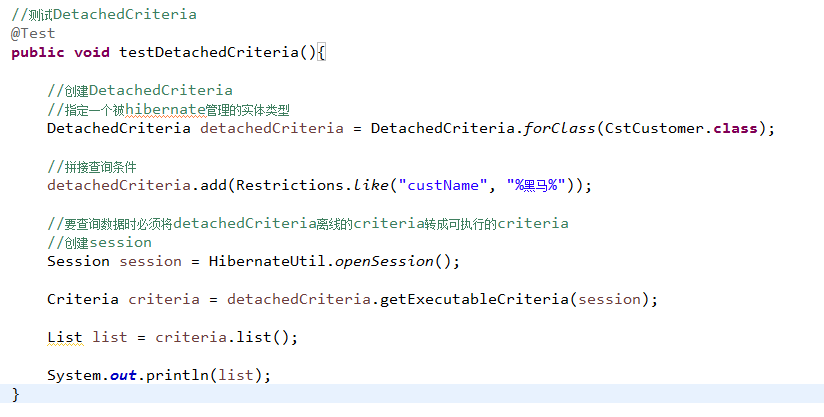 //测试DetachedCriteria
@Test
public void testDetachedCriteria(){
//创建DetachedCriteria
//指定一个被hibernate管理的实体类型
DetachedCriteria detachedCriteria = DetachedCriteria.forClass(CstCustomer.class);
//拼接查询条件
detachedCriteria.add(Restrictions.like("custName", "%黑马%"));
//要查询数据时必须将detachedCriteria离线的criteria转成可执行的criteria
//创建session
Session session = HibernateUtil.openSession();
Criteria criteria = detachedCriteria.getExecutableCriteria(session);
List list = criteria.list();
System.out.println(list);
}